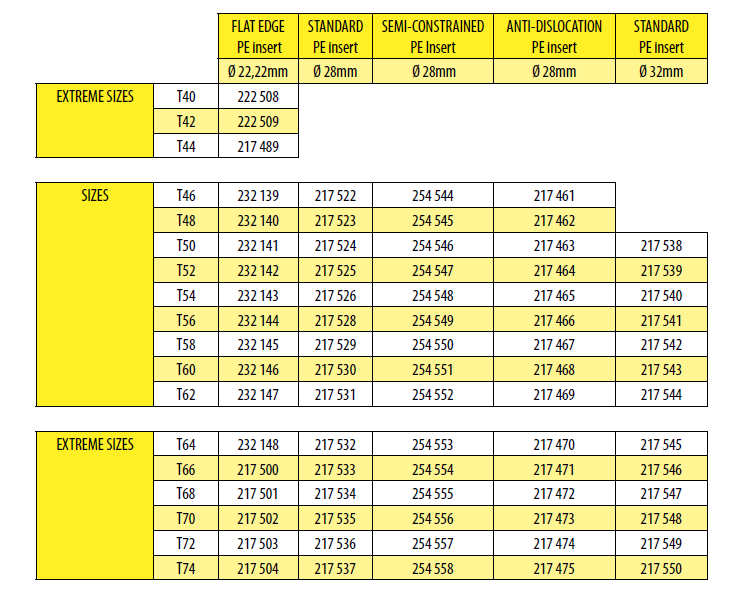 FLAT EDGE STANDARD SEMI-CONSTRAINED ANTI-DISLOCATION STANDARD
PE insert PE insert PE Insert PE insert PE insert
Ø 22,22mm Ø 28mm Ø 28mm Ø 28mm Ø 32mm
EXTREME SIZES T40 222 508
T42 222 509
T44 217 489
SIZES T46 232 139 217 522 254 544 217 461
T48 232 140 217 523 254 545 217 462
T50 232 141 217 524 254 546 217 463 217 538
T52 232 142 217 525 254 547 217 464 217 539
T54 232 143 217 526 254 548 217 465 217 540
T56 232 144 217 528 254 549 217 466 217 541
T58 232 145 217 529 254 550 217 467 217 542
T60 232 146 217 530 254 551 217 468 217 543
T62 232 147 217 531 254 552 217 469 217 544
EXTREME SIZES T64 232 148 217 532 254 553 217 470 217 545
T66 217 500 217 533 254 554 217 471 217 546
T68 217 501 217 534 254 555 217 472 217 547
T70 217 502 217 535 254 556 217 473 217 548
T72 217 503 217 536 254 557 217 474 217 549
T74 217 504 217 537 254 558 217 475 217 550